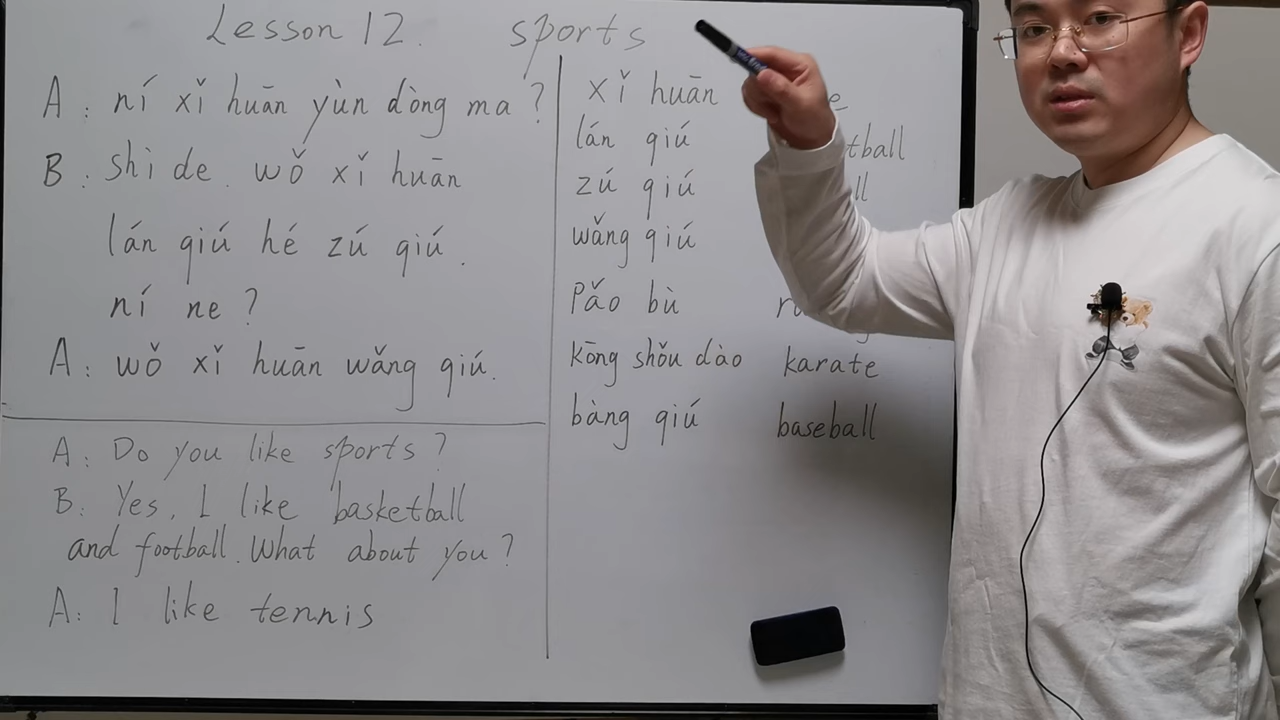 Lesson 12. sports
A: ní xǐ huān yùn dòng ma?
B: shì de. wǒ xǐ huān
lán qiú hé zú qiú.
ní ne?
A: wǒ xǐ huān wǎng qiú.
A: Do you like sports?
B: Yes, I like basketball
and football. What about you?
A: I like tennis
xǐ huān
lán qiú tball
zú qiú ll
wǎng qiú
pǎo bù
kōng shǒu dào karate
bàng qiú baseball